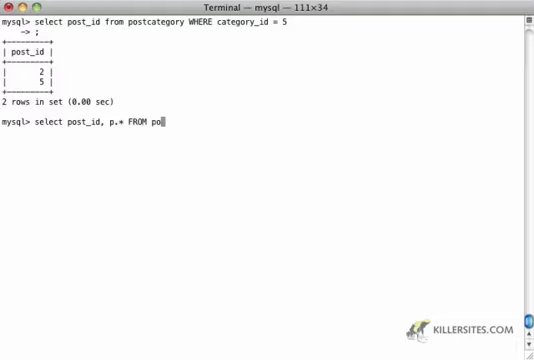 Terminal — mysql — 111×34
mysql> select post_id from postcategory WHERE category_id = 5
-> ;
+---------+
| post_id |
+---------+
| 2 |
| 5 |
+---------+
2 rows in set (0.00 sec)
mysql> select post_id, p.* FROM po
KILLERSITES.COM